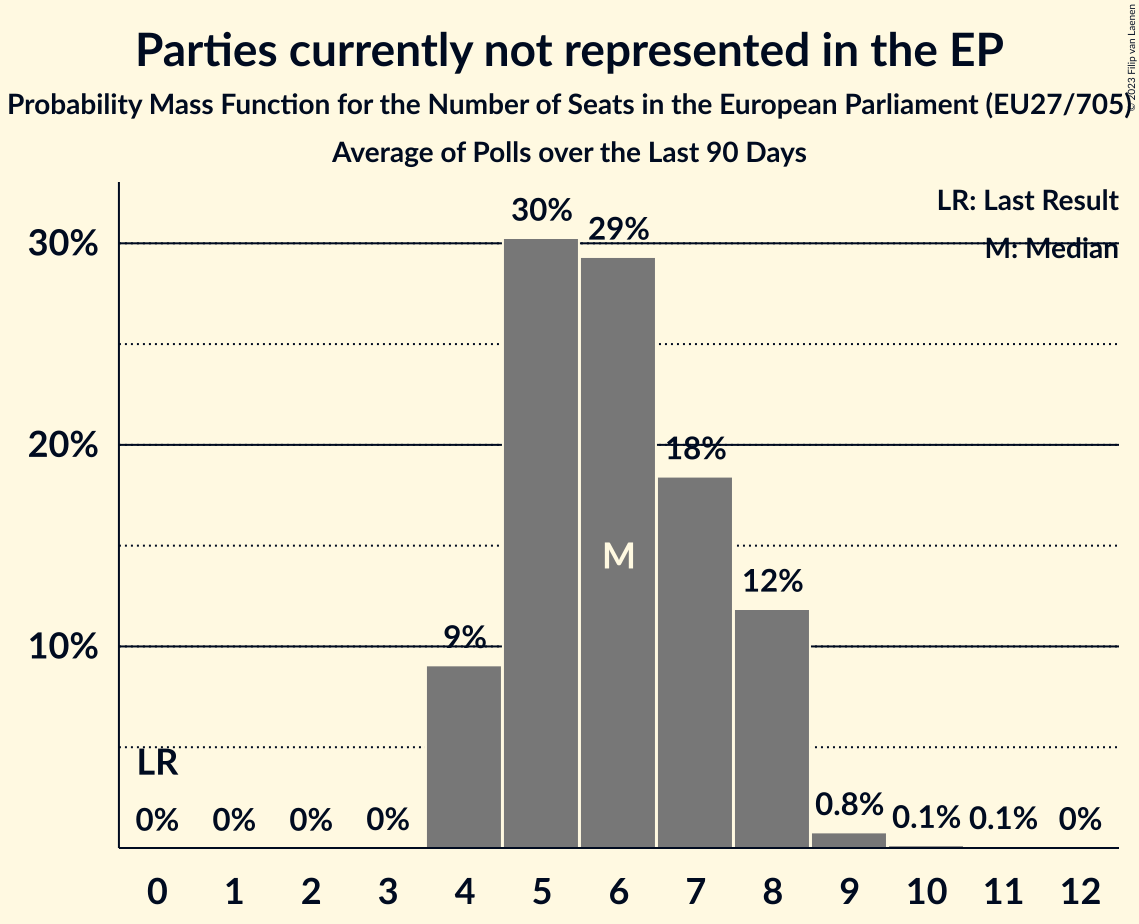 Parties currently not represented in the EP
Probability Mass Function for the Number of Seats in the European Parliament (EU27/705)
Average of Polls over the Last 90 Days
© 2023 Filip van Laenen
LR: Last Result
M: Median
30%
20%
10%
LR
0% 0% 0% 0% 9% 30% 29% 18% 12% 0.8% 0.1% 0.1% 0%
M
0 1 2 3 4 5 6 7 8 9 10 11 12